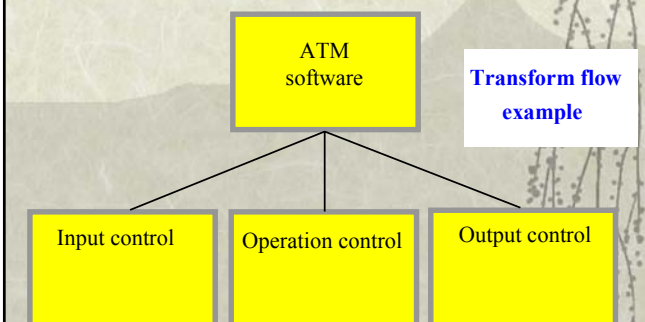 ATM
software
Transform flow
example
Input control
Operation control
Output control